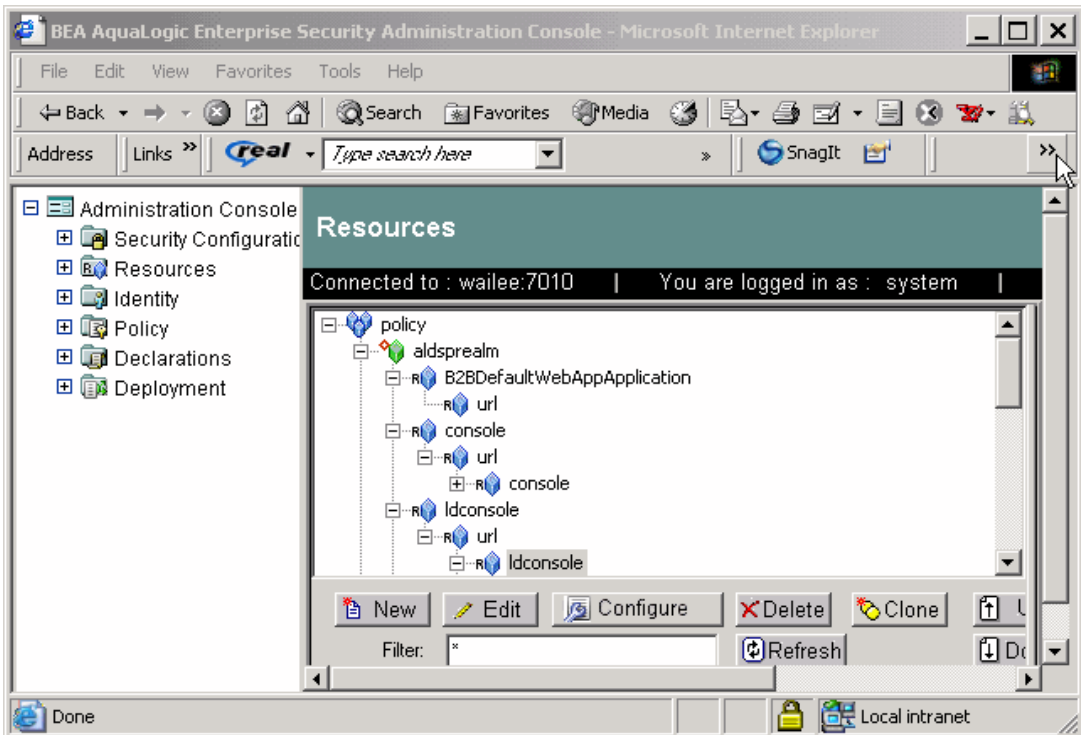 BEA AquaLogic Enterprise Security Administration Console - Microsoft Internet Explorer
File Edit View Favorites Tools Help
Back Search Favorites Media
Address Links » real Type search here » SnagIt »
Administration Console
Security Configuratio
Resources
Identity
Policy
Declarations
Deployment
Resources
Connected to : wailee:7010 | You are logged in as : system |
policy
aldsprealm
R B2BDefaultWebAppApplication
R url
R console
R url
R console
R ldconsole
R url
R ldconsole
New Edit Configure Delete Clone U
Filter: * Refresh Do
Done Local intranet